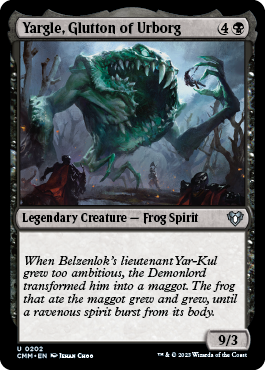 Yargle, Glutton of Urborg 4
Legendary Creature — Frog Spirit
When Belzenlok's lieutenant Yar-Kul
grew too ambitious, the Demonlord
transformed him into a maggot. The frog
that ate the maggot grew and grew, until
a ravenous spirit burst from its body.
9/3
U 0202
CMM • EN Jehan Choo
™ & © 2023 Wizards of the Coast